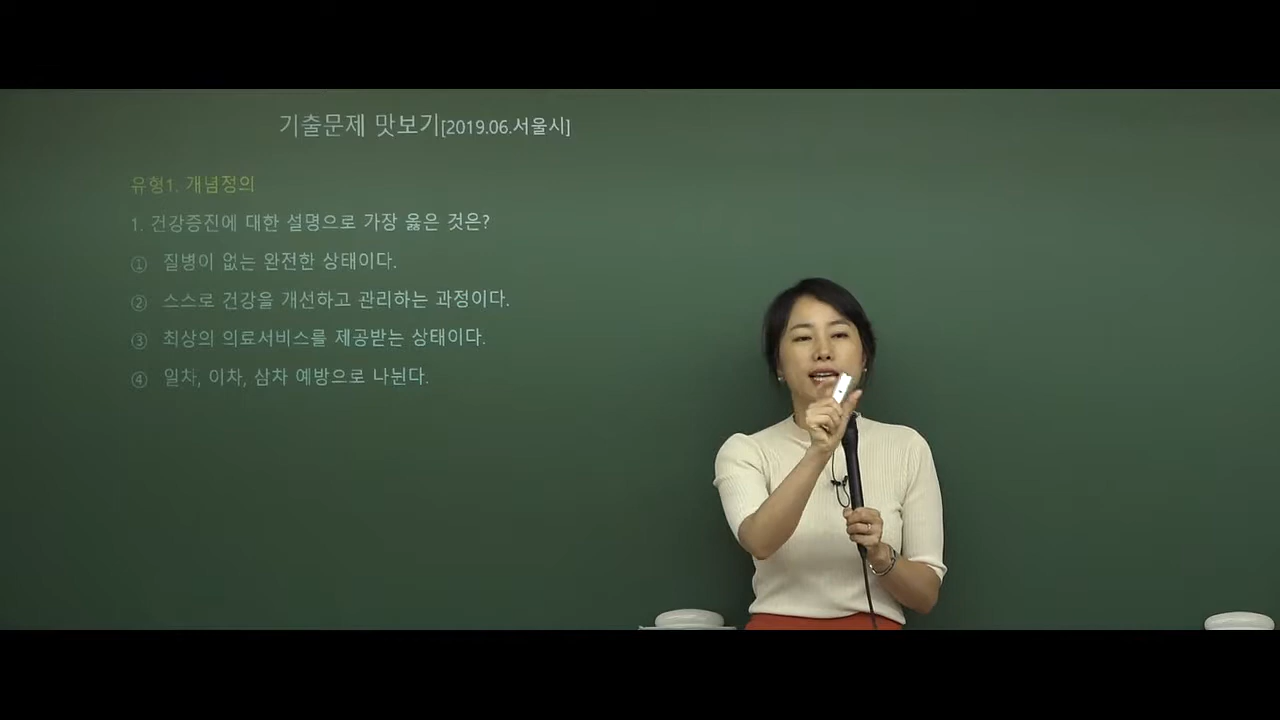 기출문제 맛보기[2019.06.서울시]
유형1. 개념정의
1. 건강증진에 대한 설명으로 가장 옳은 것은?
① 질병이 없는 완전한 상태이다.
② 스스로 건강을 개선하고 관리하는 과정이다.
③ 최상의 의료서비스를 제공받는 상태이다.
④ 일차, 이차, 삼차 예방으로 나뉜다.